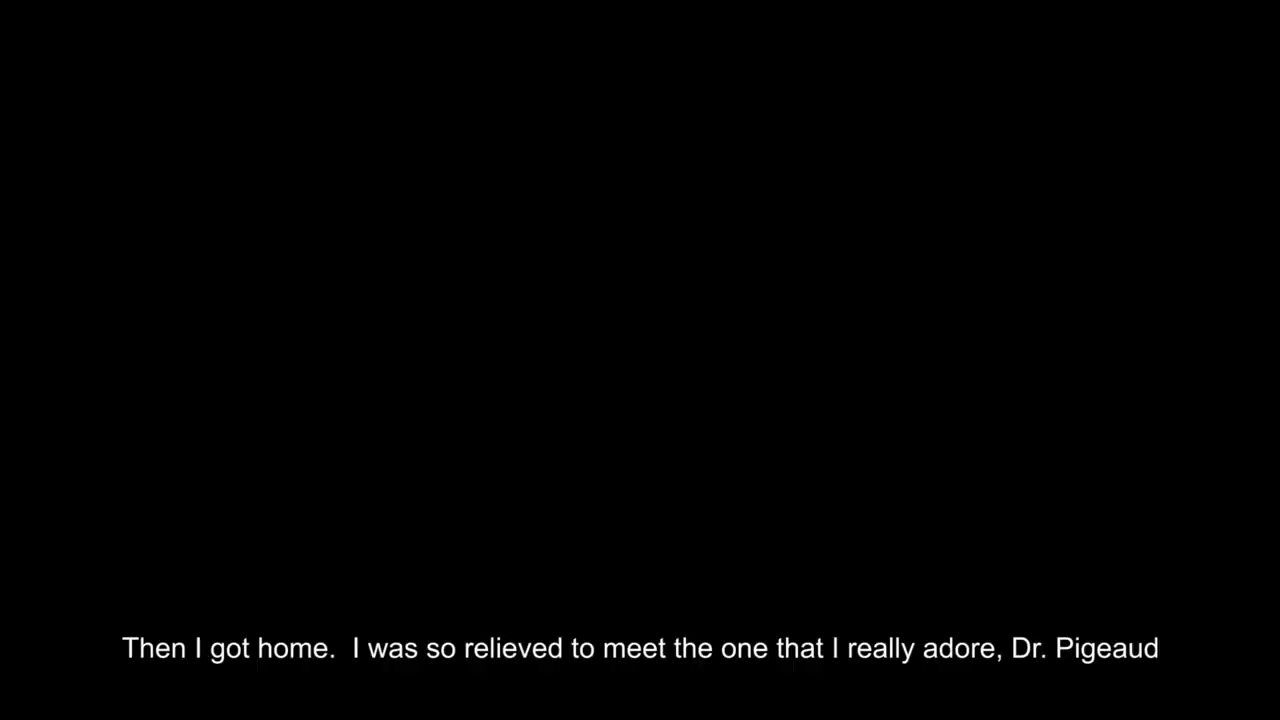 Then I got home.  I was so relieved to meet the one that I really adore, Dr. Pigeaud